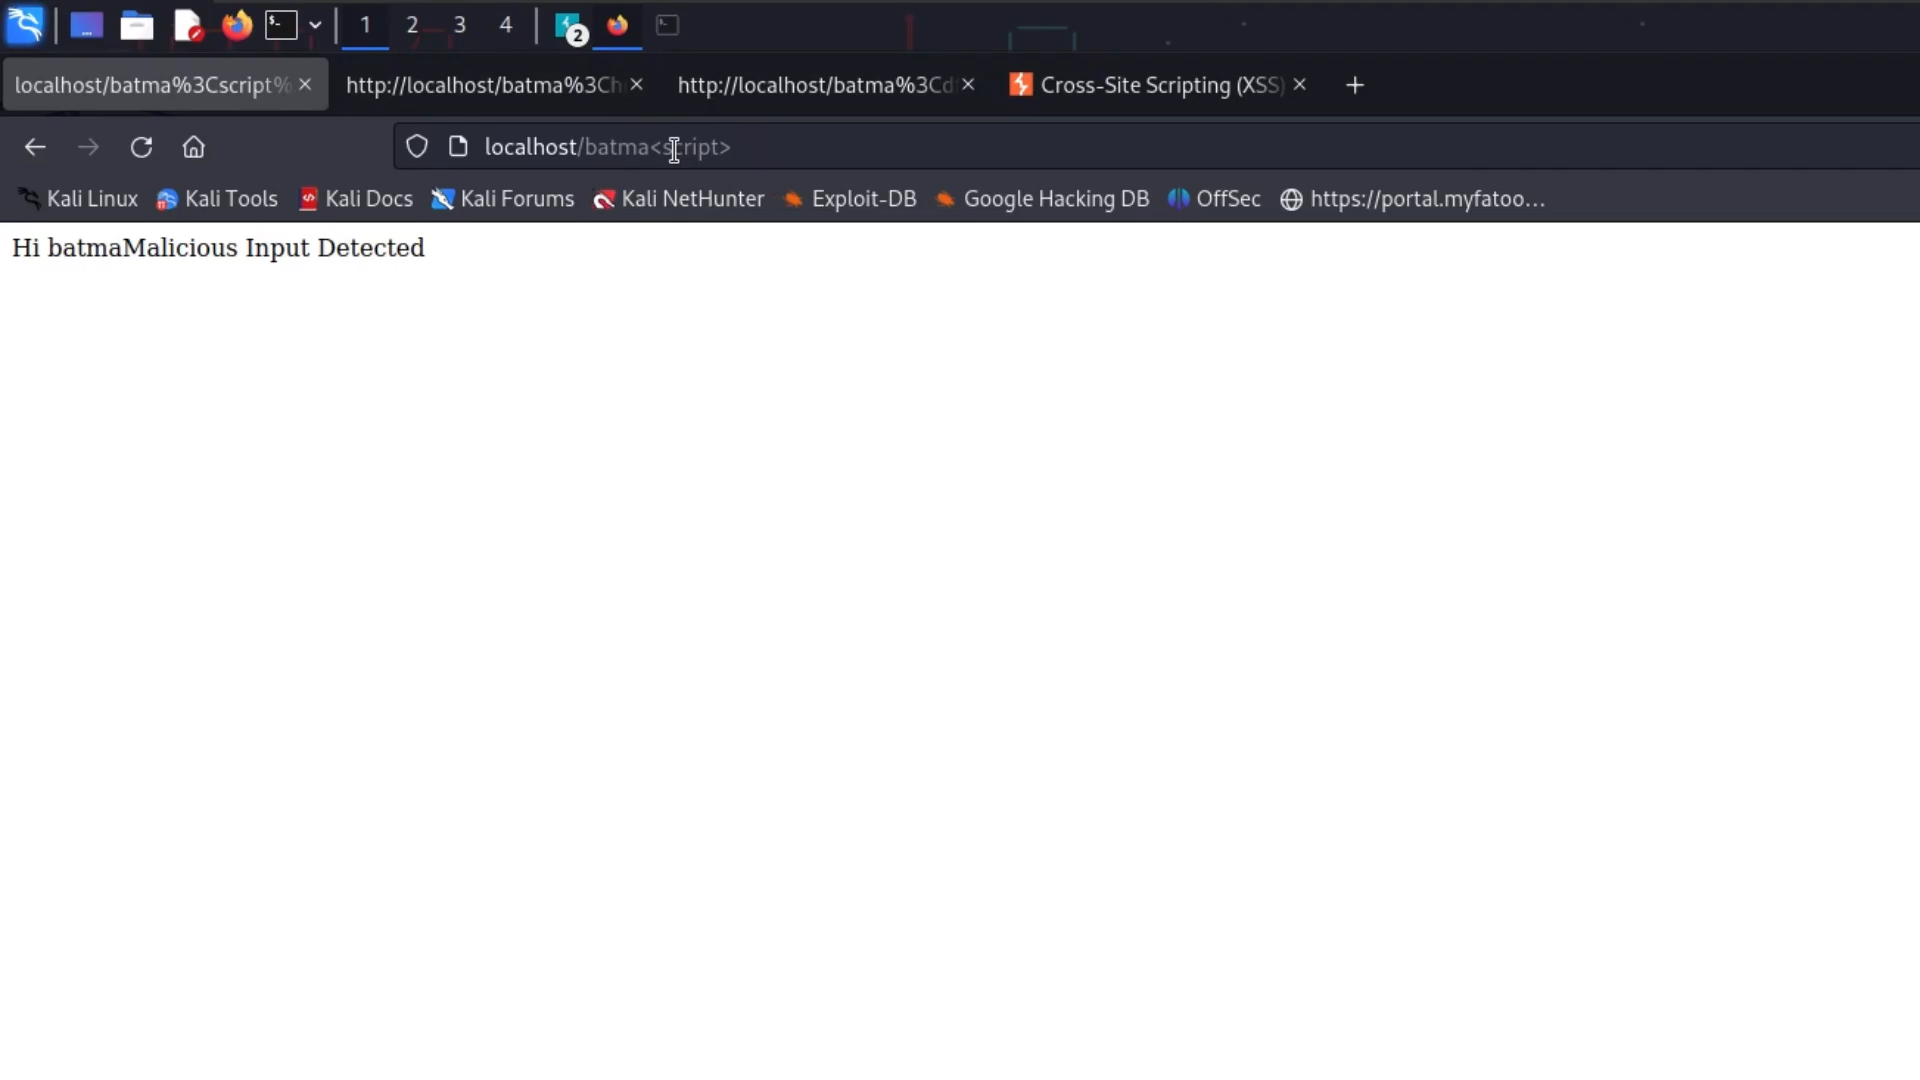 1 2 3 4 2
localhost/batma%3Cscript% http://localhost/batma%3Ch http://localhost/batma%3Cd Cross-Site Scripting (XSS)
localhost/batma<script>
Kali Linux Kali Tools Kali Docs Kali Forums Kali NetHunter Exploit-DB Google Hacking DB OffSec https://portal.myfatoo...
Hi batmaMalicious Input Detected